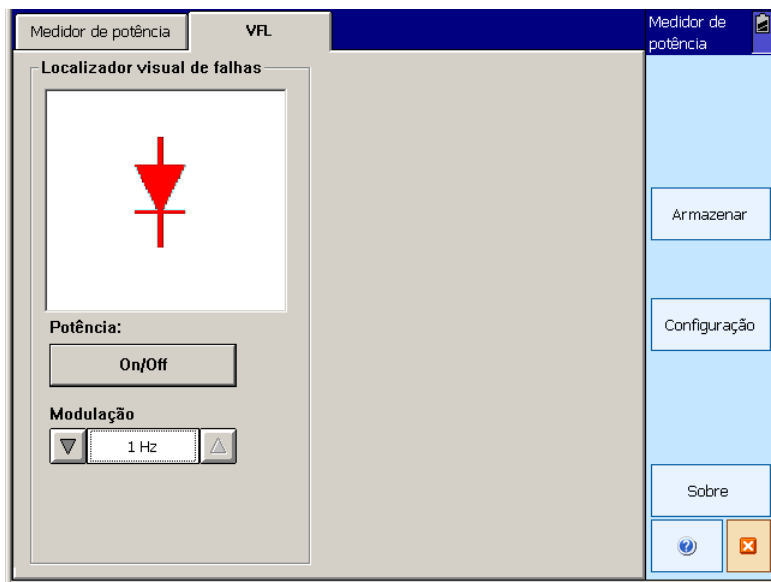 Medidor de potência
VFL
Medidor de
potência
Localizador visual de falhas
Potência:
On/Off
Modulação
1 Hz
Armazenar
Configuração
Sobre
?